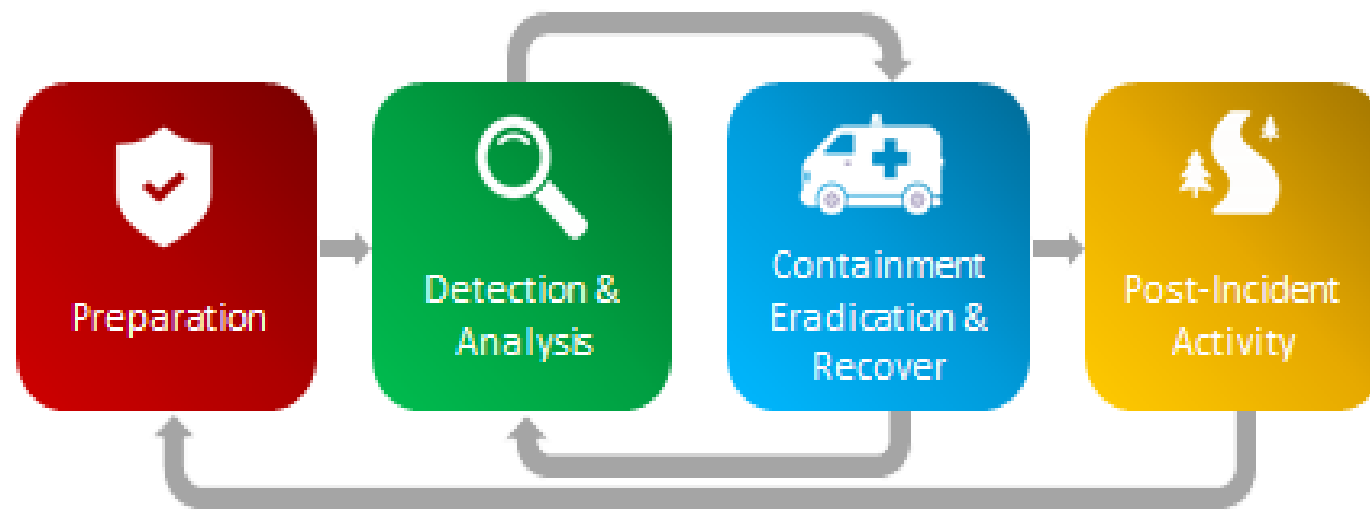 Preparation
Detection &
Analysis
Containment
Eradication &
Recover
Post-Incident
Activity